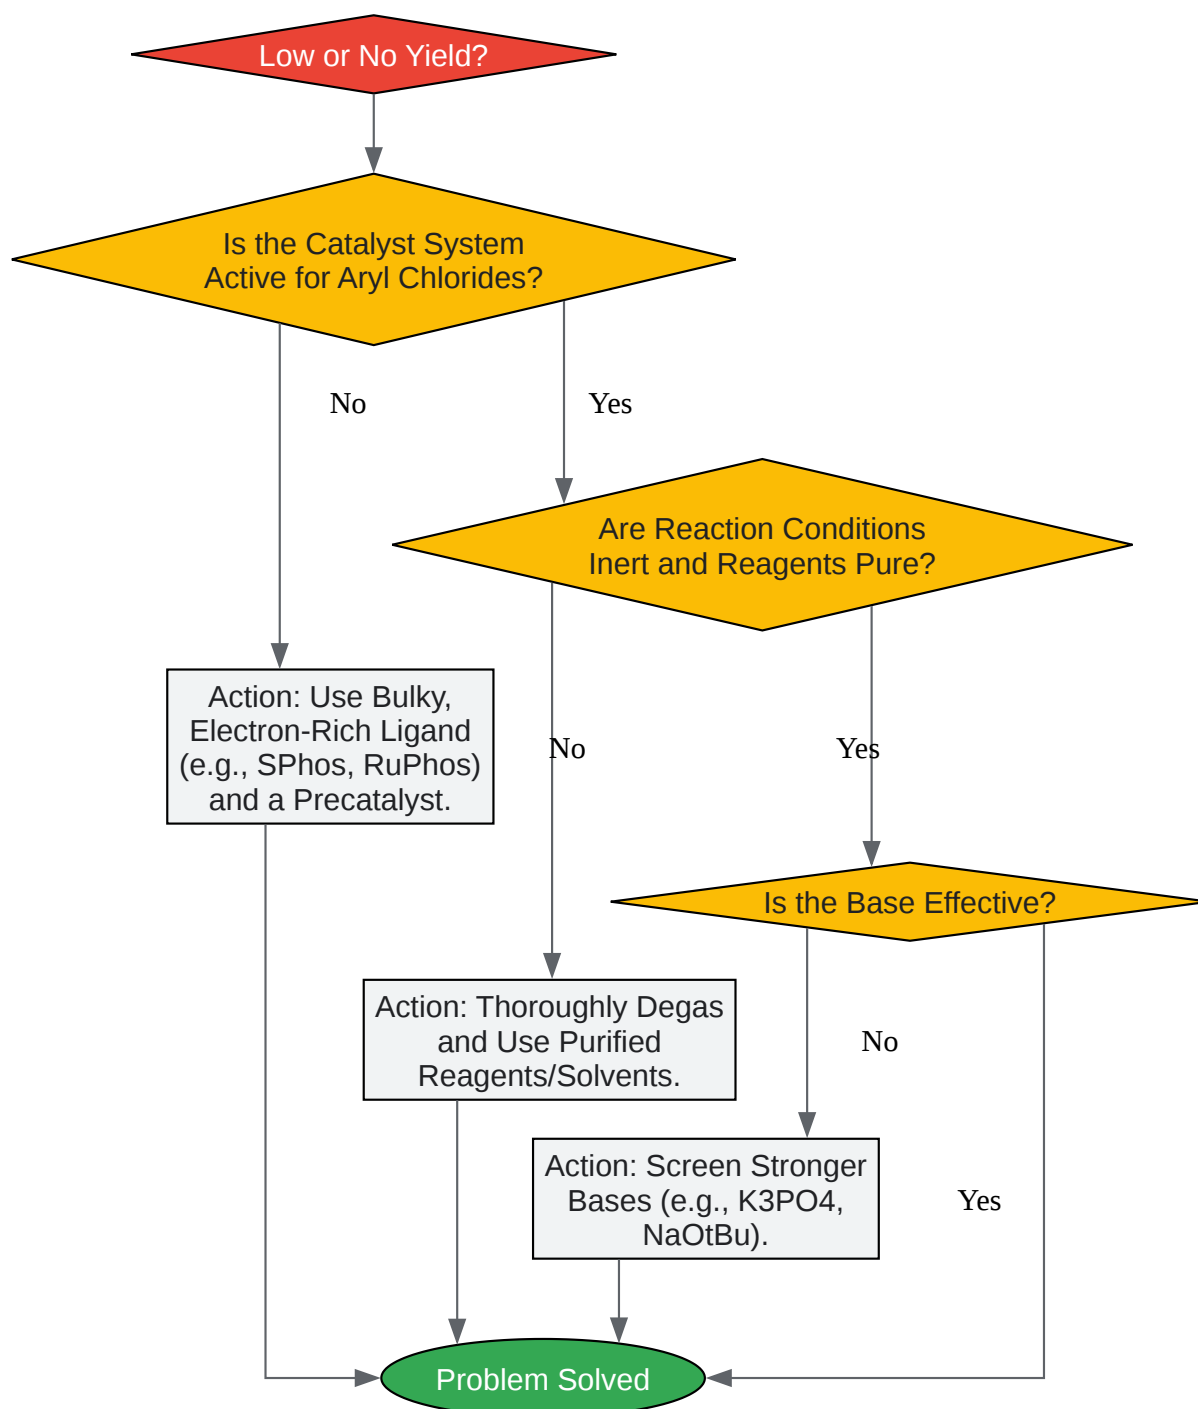 Low or No Yield?
Is the Catalyst System
Active for Aryl Chlorides?
No
Yes
Are Reaction Conditions
Inert and Reagents Pure?
Action: Use Bulky,
Electron-Rich Ligand
(e.g., SPhos, RuPhos)
and a Precatalyst.
No
Yes
Is the Base Effective?
Action: Thoroughly Degas
and Use Purified
Reagents/Solvents.
No
Action: Screen Stronger
Bases (e.g., K3PO4,
NaOtBu).
Yes
Problem Solved